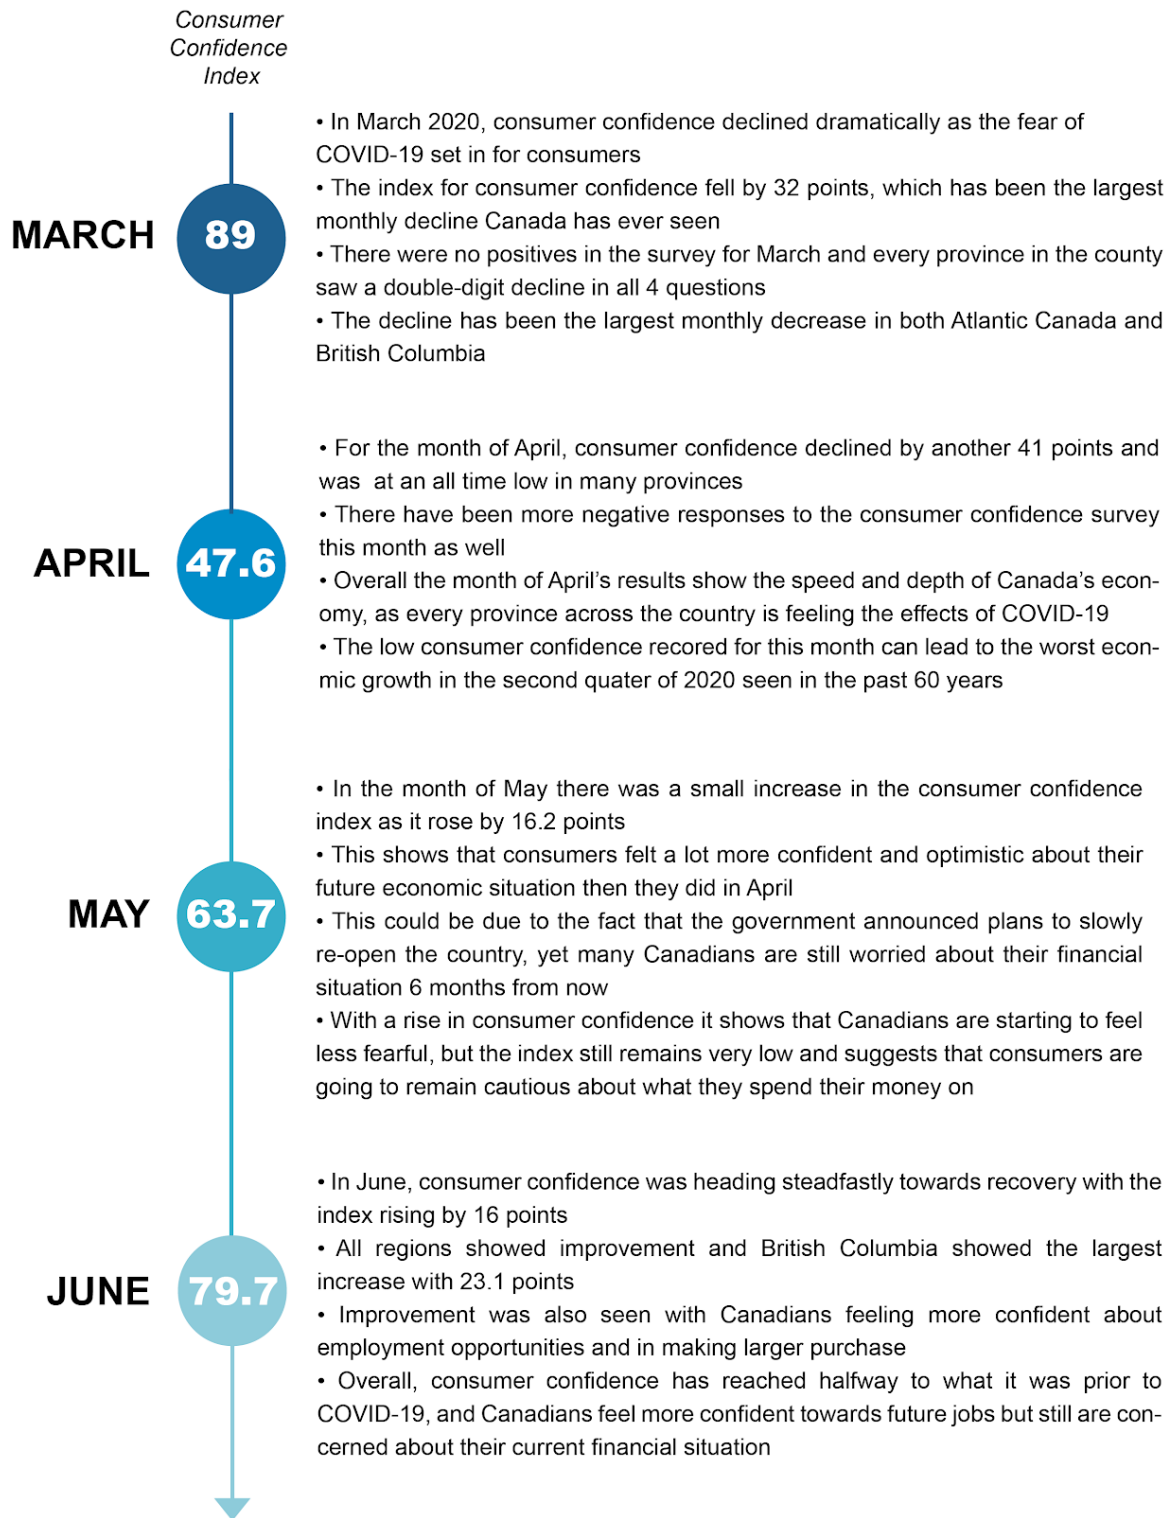 Consumer
Confidence
Index
MARCH
89
• In March 2020, consumer confidence declined dramatically as the fear of
COVID-19 set in for consumers
• The index for consumer confidence fell by 32 points, which has been the largest
monthly decline Canada has ever seen
• There were no positives in the survey for March and every province in the county
saw a double-digit decline in all 4 questions
• The decline has been the largest monthly decrease in both Atlantic Canada and
British Columbia
APRIL
47.6
• For the month of April, consumer confidence declined by another 41 points and
was at an all time low in many provinces
• There have been more negative responses to the consumer confidence survey
this month as well
• Overall the month of April’s results show the speed and depth of Canada’s econ-
omy, as every province across the country is feeling the effects of COVID-19
• The low consumer confidence recored for this month can lead to the worst econ-
mic growth in the second quater of 2020 seen in the past 60 years
MAY
63.7
• In the month of May there was a small increase in the consumer confidence
index as it rose by 16.2 points
• This shows that consumers felt a lot more confident and optimistic about their
future economic situation then they did in April
• This could be due to the fact that the government announced plans to slowly
re-open the country, yet many Canadians are still worried about their financial
situation 6 months from now
• With a rise in consumer confidence it shows that Canadians are starting to feel
less fearful, but the index still remains very low and suggests that consumers are
going to remain cautious about what they spend their money on
JUNE
79.7
• In June, consumer confidence was heading steadfastly towards recovery with the
index rising by 16 points
• All regions showed improvement and British Columbia showed the largest
increase with 23.1 points
• Improvement was also seen with Canadians feeling more confident about
employment opportunities and in making larger purchase
• Overall, consumer confidence has reached halfway to what it was prior to
COVID-19, and Canadians feel more confident towards future jobs but still are con-
cerned about their current financial situation